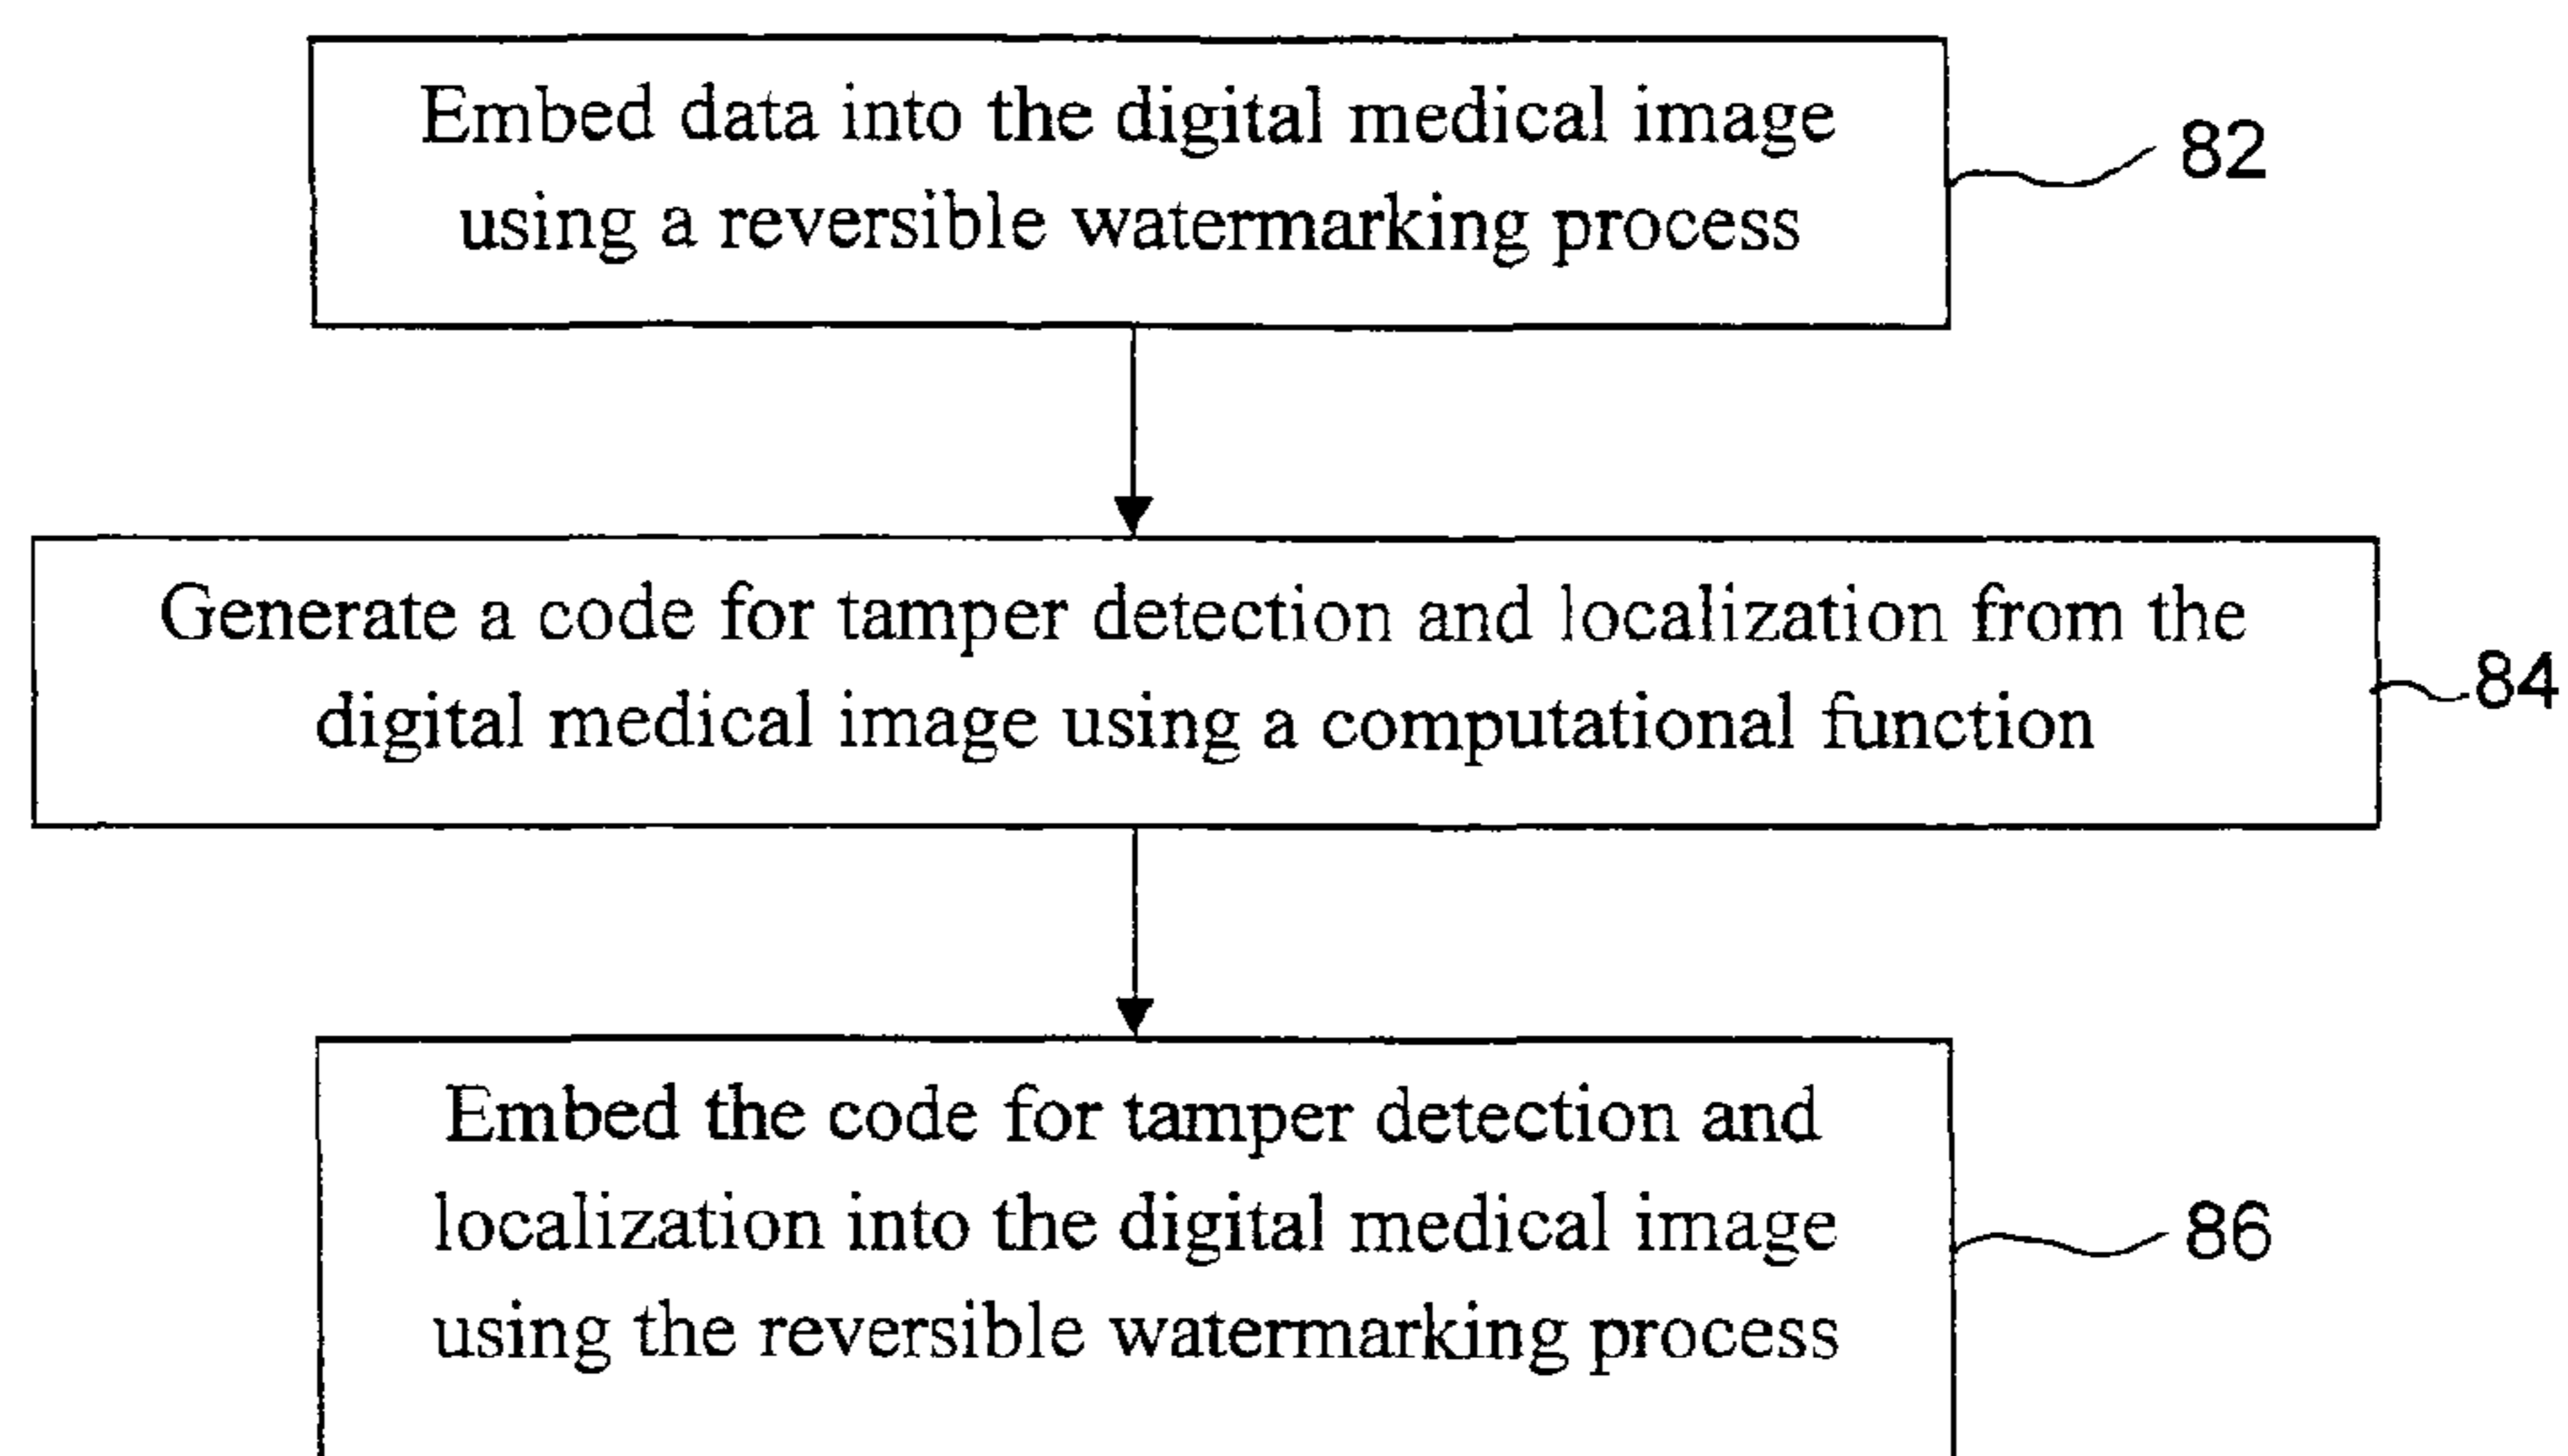 Embed data into the digital medical image
using a reversible watermarking process
82
Generate a code for tamper detection and localization from the
digital medical image using a computational function
84
Embed the code for tamper detection and
localization into the digital medical image
using the reversible watermarking process
86